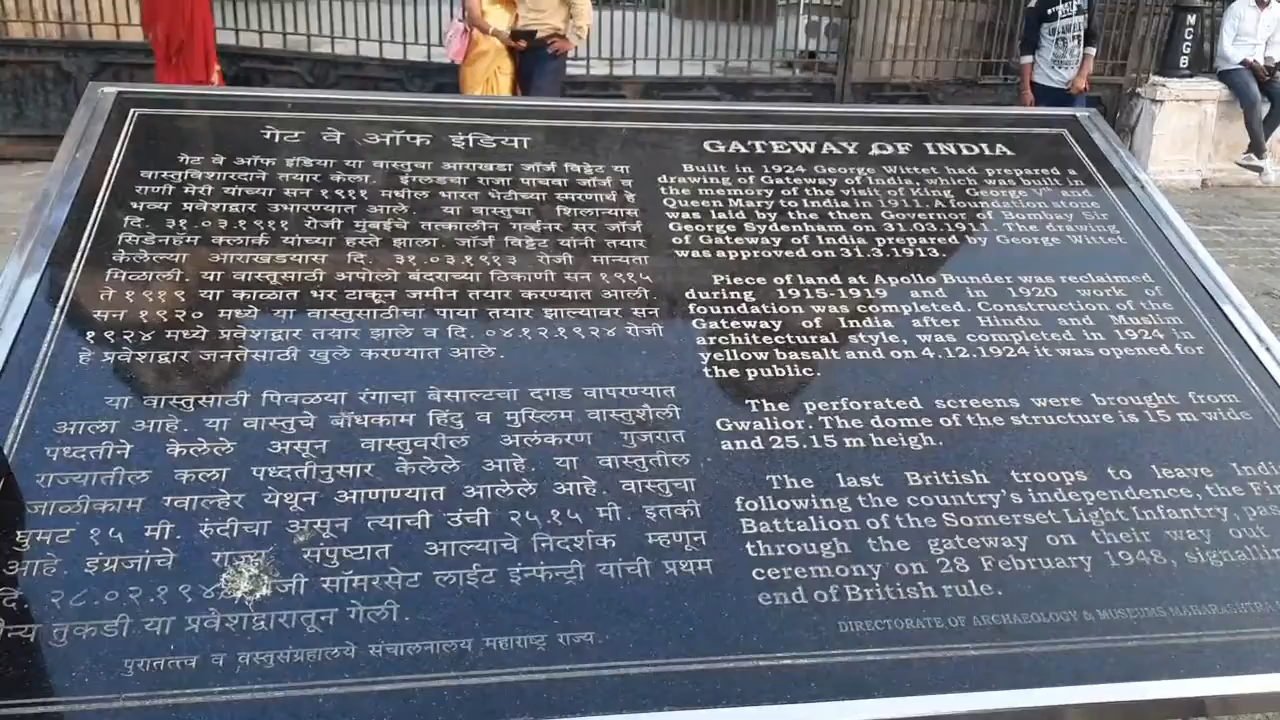 गेट वे ऑफ इंडिया
गेट वे ऑफ इंडिया या वास्तुचा आराखडा जॉर्ज विट्टेट या
वास्तुविशारदाने तयार केला. इंग्लडचा राजा पाचवा जॉर्ज व
राणी मेरी यांच्या सन १९११ मधील भारत भेटीच्या स्मरणार्थ हे
भव्य प्रवेशद्वार उभारण्यात आले. या वास्तुचा शिलान्यास
दि. ३१.०३.१९११ रोजी मुंबईचे तत्कालीन गर्व्हनर सर जॉर्ज
सिडेनहॅम क्लार्क यांच्या हस्ते झाला. जॉर्ज विट्टेट यांनी तयार
केलेल्या आराखडयास दि. ३१.०३.१९१३ रोजी मान्यता
मिळाली. या वास्तूसाठी अपोलो बंदराच्या ठिकाणी सन १९१५
ते १९१९ या काळात भर टाकून जमीन तयार करण्यात आली.
सन १९२० मध्ये या वास्तुसाठीचा पाया तयार झाल्यावर सन
१९२४ मध्ये प्रवेशद्वार तयार झाले व दि. ०४.१२.१९२४ रोजी
हे प्रवेशद्वार जनतेसाठी खुले करण्यात आले.
या वास्तुसाठी पिवळया रंगाचा बेसाल्टचा दगड वापरण्यात
आला आहे. या वास्तुचे बाँधकाम हिंदु व मुस्लिम वास्तुशैली
पध्दतीने केलेले असून वास्तुवरील अलंकरण गुजरात
राज्यातील कला पध्दतीनुसार केलेले आहे. या वास्तुतील
जाळीकाम ग्वाल्हेर येथून आणण्यात आलेले आहे. वास्तुचा
घुमट १५ मी. रुंदीचा असून त्याची उंची २५.१५ मी. इतकी
आहे. इंग्रजांचे राज्य संपुष्टात आल्याचे निदर्शक म्हणून
दि. २८.०२.१९४ सॉमरसेट लाईट इंन्फंन्ट्री यांची प्रथम
तुकडी या प्रवेशद्वारातून गेली.
पुरातत्त्व व वस्तुसंग्रहालये संचालनालय महाराष्ट्र राज्य.
GATEWAY OF INDIA
Built in 1924 George Wittet had prepared a
drawing of Gateway of India, which was built in
the memory of the visit of King. George Vᵗʰ and
Queen Mary to India in 1911. A foundation stone
was laid by the then Governor of Bombay Sir
George Sydenham on 31.03.1911. The drawing
of Gateway of India prepared by George Wittet
was approved on 31.3.1913.
Piece of land at Apollo Bunder was reclaimed
during 1915-1919 and in 1920 work of
foundation was completed. Construction of the
Gateway of India after Hindu and Muslim
architectural style, was completed in 1924 in
yellow basalt and on 4.12.1924 it was opened for
the public.
The perforated screens were brought from
Gwalior. The dome of the structure is 15 m wide
and 25.15 m heigh.
The last British troops to leave Indi
following the country's independence, the Fi
Battalion of the Somerset Light Infantry, pas
through the gateway on their way out
ceremony on 28 February 1948, signallin
end of British rule.
DIRECTORATE OF ARCHAEOLOGY & MUSEUMS MAHARASHTRA
NCGB